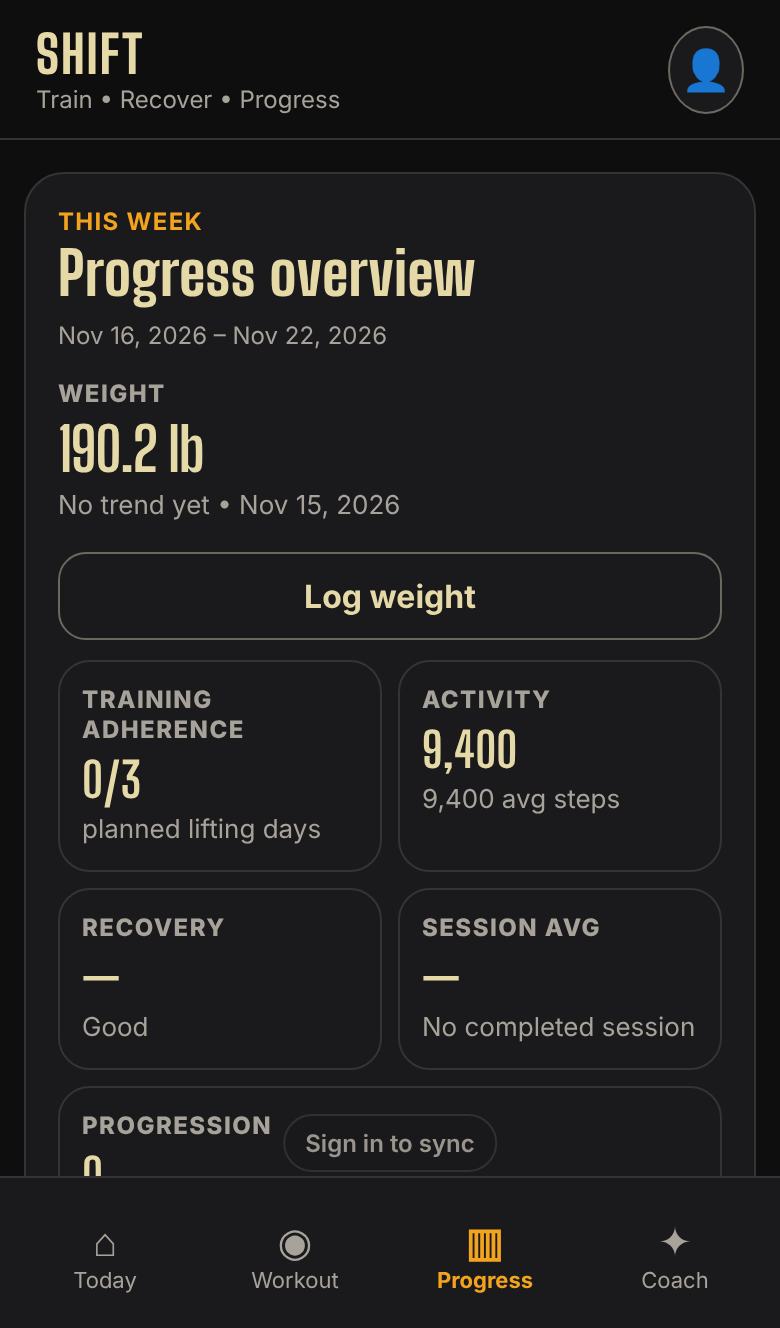 SHIFT
Train • Recover • Progress
THIS WEEK
Progress overview
Nov 16, 2026 – Nov 22, 2026
WEIGHT
190.2 lb
No trend yet • Nov 15, 2026
Log weight
TRAINING
ADHERENCE
0/3
planned lifting days
ACTIVITY
9,400
9,400 avg steps
RECOVERY
—
Good
SESSION AVG
—
No completed session
PROGRESSION
0
Sign in to sync
Today
Workout
Progress
Coach